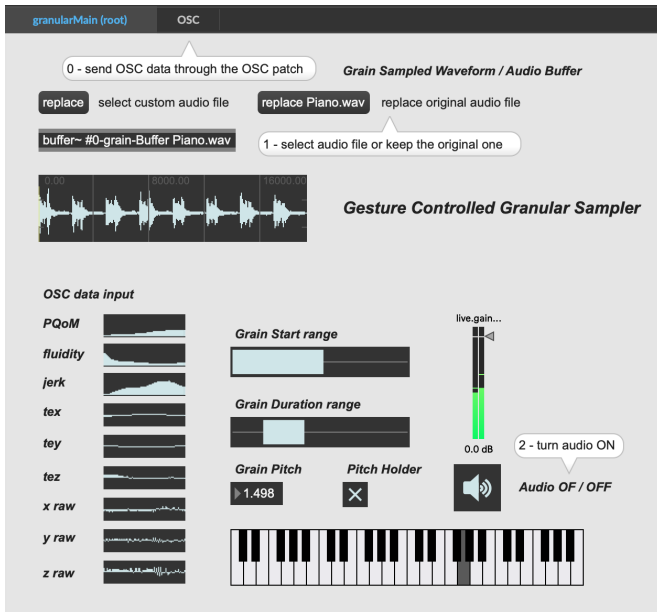 granularMain (root) OSC
0 - send OSC data through the OSC patch
Grain Sampled Waveform / Audio Buffer
replace select custom audio file replace Piano.wav replace original audio file
buffer~ #0-grain-Buffer Piano.wav
1 - select audio file or keep the original one
0.00 8000.00 16000.00
Gesture Controlled Granular Sampler
OSC data input
PQoM
fluidity
jerk
tex
tey
tez
x raw
y raw
z raw
Grain Start range
Grain Duration range
Grain Pitch Pitch Holder
1.498
live.gain...
0.0 dB
2 - turn audio ON
Audio OF / OFF